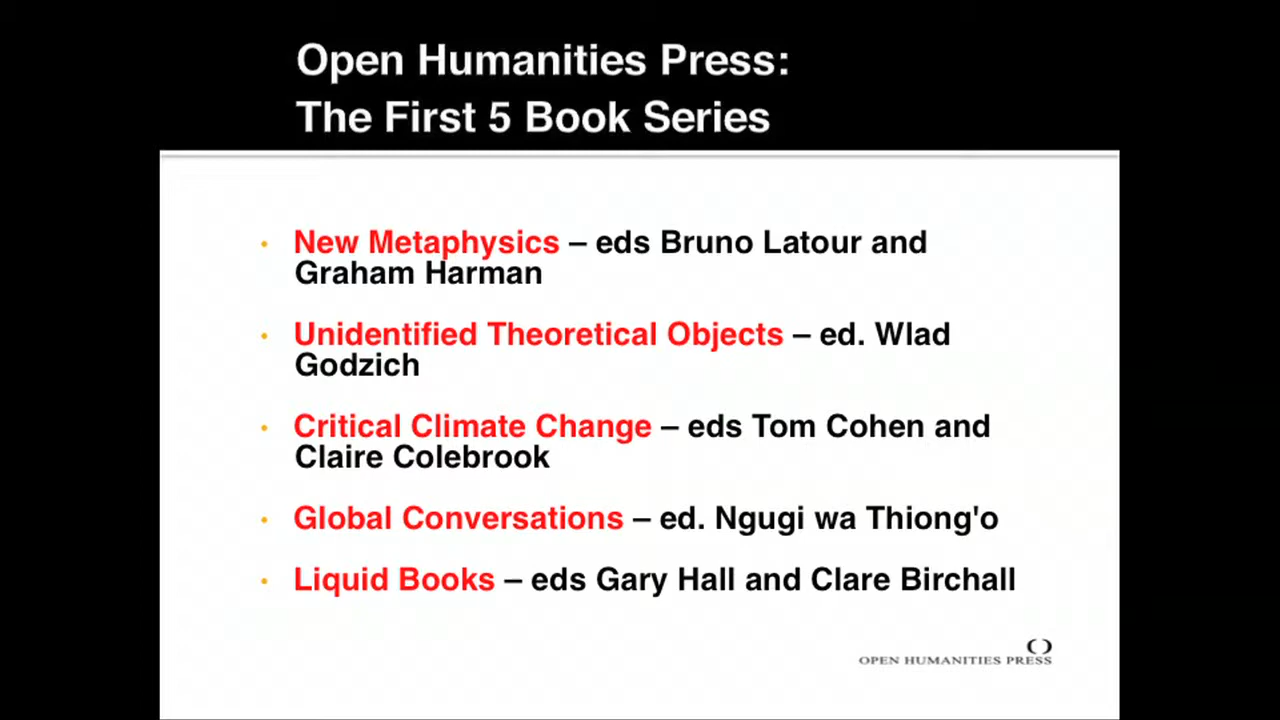 Open Humanities Press:
The First 5 Book Series
• New Metaphysics – eds Bruno Latour and
Graham Harman
• Unidentified Theoretical Objects – ed. Wlad
Godzich
• Critical Climate Change – eds Tom Cohen and
Claire Colebrook
• Global Conversations – ed. Ngugi wa Thiong'o
• Liquid Books – eds Gary Hall and Clare Birchall
OPEN HUMANITIES PRESS